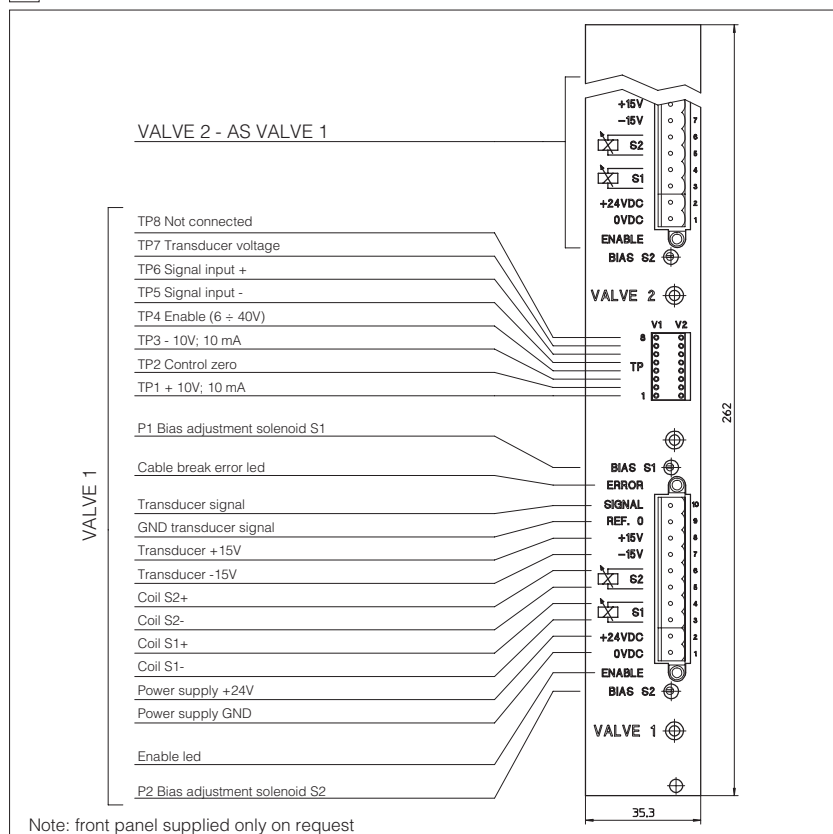 +15V
-15V
7
6
S2
5
4
S1
3
+24VDC
2
0VDC
1
ENABLE
BIAS S2
VALVE 2
VALVE 2 - AS VALVE 1
TP8 Not connected
TP7 Transducer voltage
TP6 Signal input +
TP5 Signal input -
TP4 Enable (6 ÷ 40V)
TP3 - 10V; 10 mA
TP2 Control zero
TP1 + 10V; 10 mA
V1 V2
8
TP
1
262
P1 Bias adjustment solenoid S1
Cable break error led
VALVE 1
Transducer signal
GND transducer signal
Transducer +15V
Transducer -15V
Coil S2+
Coil S2-
Coil S1+
Coil S1-
Power supply +24V
Power supply GND
Enable led
P2 Bias adjustment solenoid S2
BIAS S1
ERROR
SIGNAL
10
REF. 0
9
+15V
8
-15V
7
6
S2
5
4
S1
3
+24VDC
2
0VDC
1
ENABLE
BIAS S2
VALVE 1
35.3
Note: front panel supplied only on request